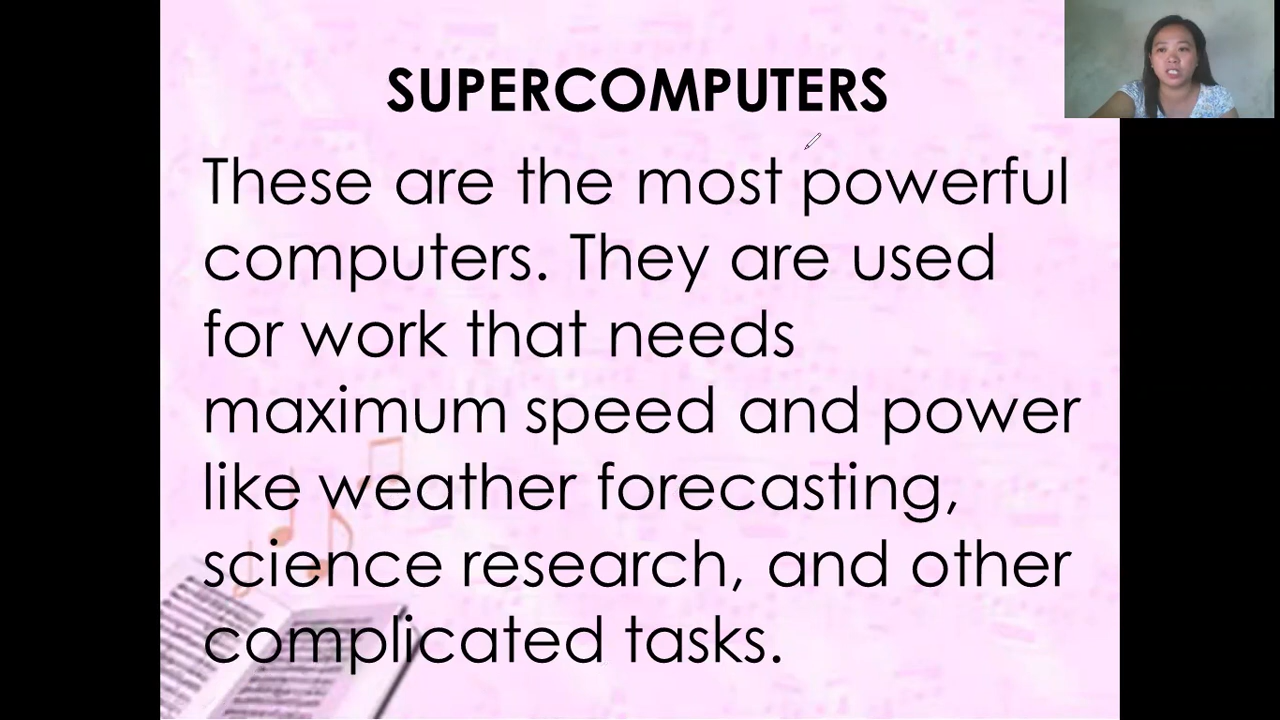 SUPERCOMPUTERS
These are the most powerful
computers. They are used
for work that needs
maximum speed and power
like weather forecasting,
science research, and other
complicated tasks.